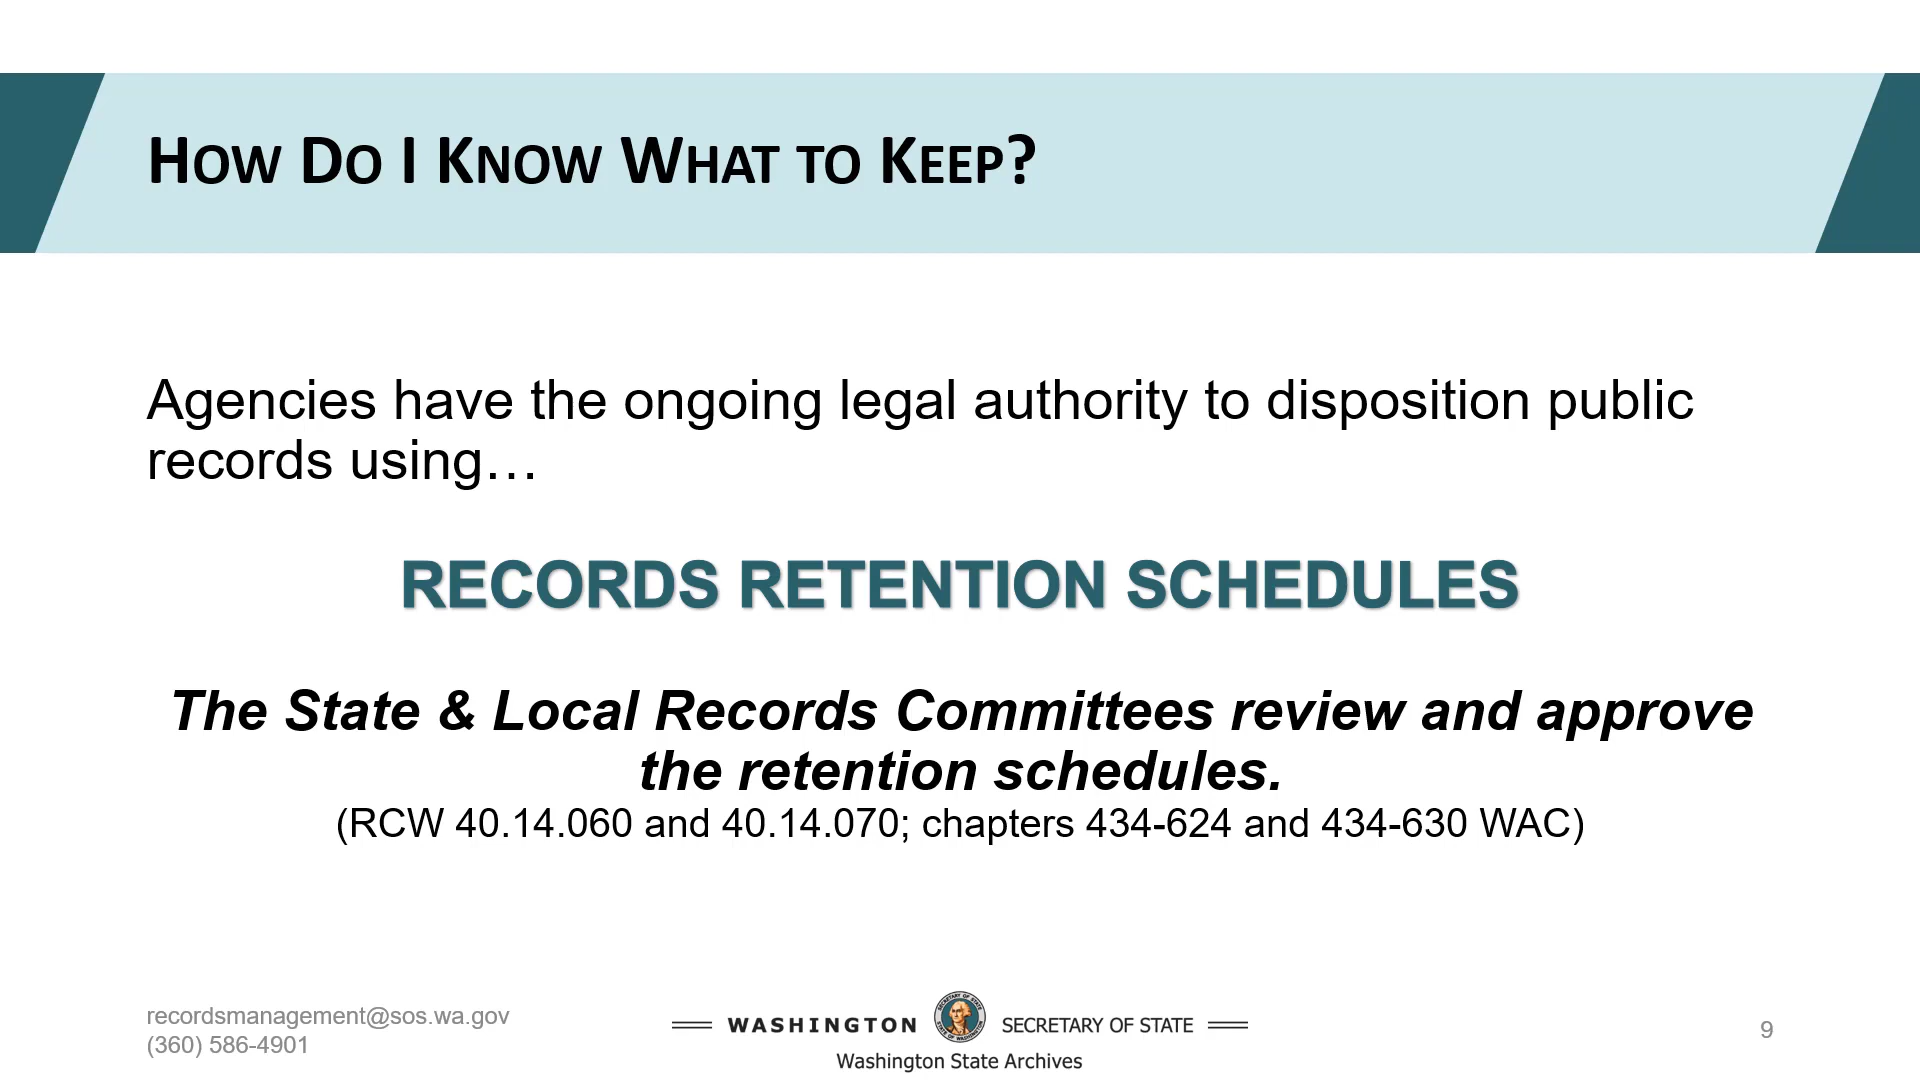 How Do I Know What to Keep?
Agencies have the ongoing legal authority to disposition public
records using…
RECORDS RETENTION SCHEDULES
The State & Local Records Committees review and approve
the retention schedules.
(RCW 40.14.060 and 40.14.070; chapters 434-624 and 434-630 WAC)
recordsmanagement@sos.wa.gov
(360) 586-4901
WASHINGTON SECRETARY OF STATE
Washington State Archives
9